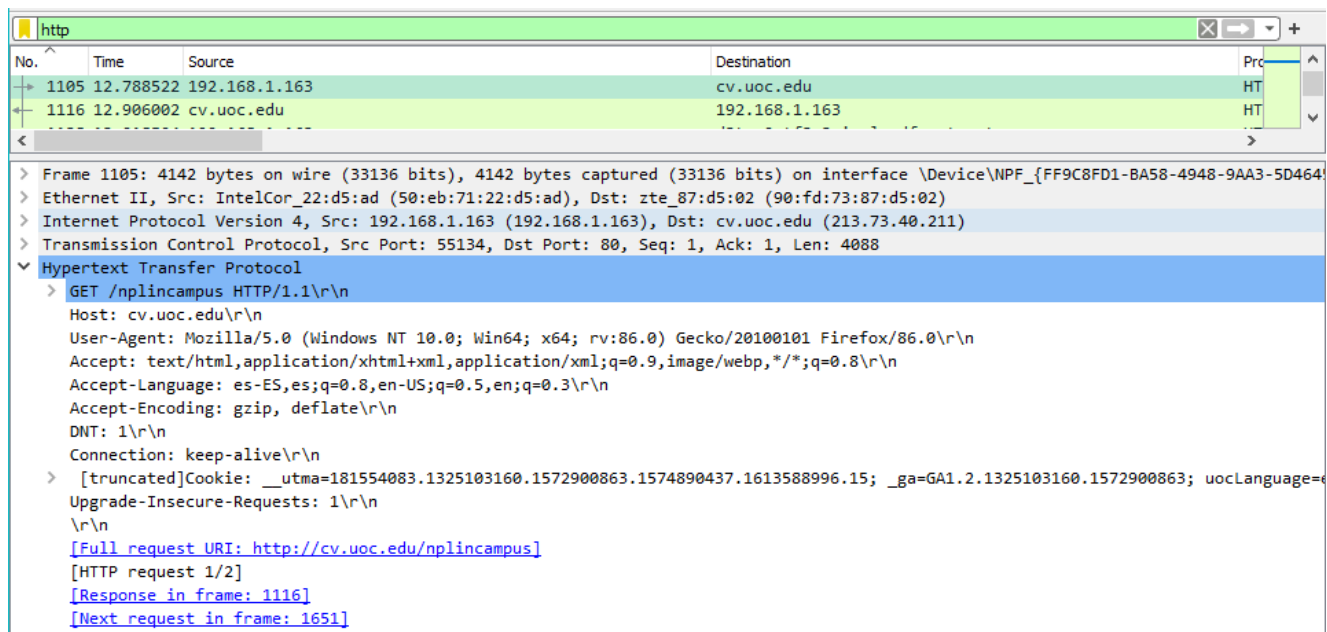 http
No. Time Source Destination Pro
1105 12.788522 192.168.1.163 cv.uoc.edu HT
1116 12.906002 cv.uoc.edu 192.168.1.163 HT
Frame 1105: 4142 bytes on wire (33136 bits), 4142 bytes captured (33136 bits) on interface \Device\NPF_{FF9C8FD1-BA58-4948-9AA3-5D464
Ethernet II, Src: IntelCor_22:d5:ad (50:eb:71:22:d5:ad), Dst: zte_87:d5:02 (90:fd:73:87:d5:02)
Internet Protocol Version 4, Src: 192.168.1.163 (192.168.1.163), Dst: cv.uoc.edu (213.73.40.211)
Transmission Control Protocol, Src Port: 55134, Dst Port: 80, Seq: 1, Ack: 1, Len: 4088
Hypertext Transfer Protocol
GET /nplincampus HTTP/1.1\r\n
Host: cv.uoc.edu\r\n
User-Agent: Mozilla/5.0 (Windows NT 10.0; Win64; x64; rv:86.0) Gecko/20100101 Firefox/86.0\r\n
Accept: text/html,application/xhtml+xml,application/xml;q=0.9,image/webp,*/*;q=0.8\r\n
Accept-Language: es-ES,es;q=0.8,en-US;q=0.5,en;q=0.3\r\n
Accept-Encoding: gzip, deflate\r\n
DNT: 1\r\n
Connection: keep-alive\r\n
[truncated]Cookie: __utma=181554083.1325103160.1572900863.1574890437.1613588996.15; _ga=GA1.2.1325103160.1572900863; uocLanguage=e
Upgrade-Insecure-Requests: 1\r\n
\r\n
[Full request URI: http://cv.uoc.edu/nplincampus]
[HTTP request 1/2]
[Response in frame: 1116]
[Next request in frame: 1651]